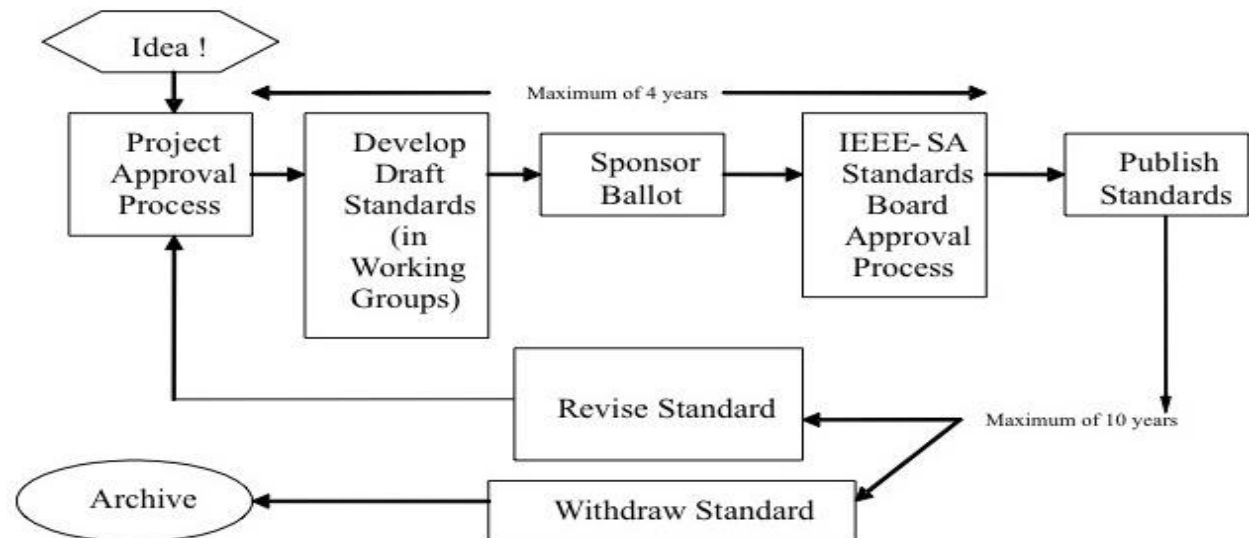 Idea !
Maximum of 4 years
Project
Approval
Process
Develop
Draft
Standards
(in
Working
Groups)
Sponsor
Ballot
IEEE- SA
Standards
Board
Approval
Process
Publish
Standards
Revise Standard
Maximum of 10 years
Archive
Withdraw Standard